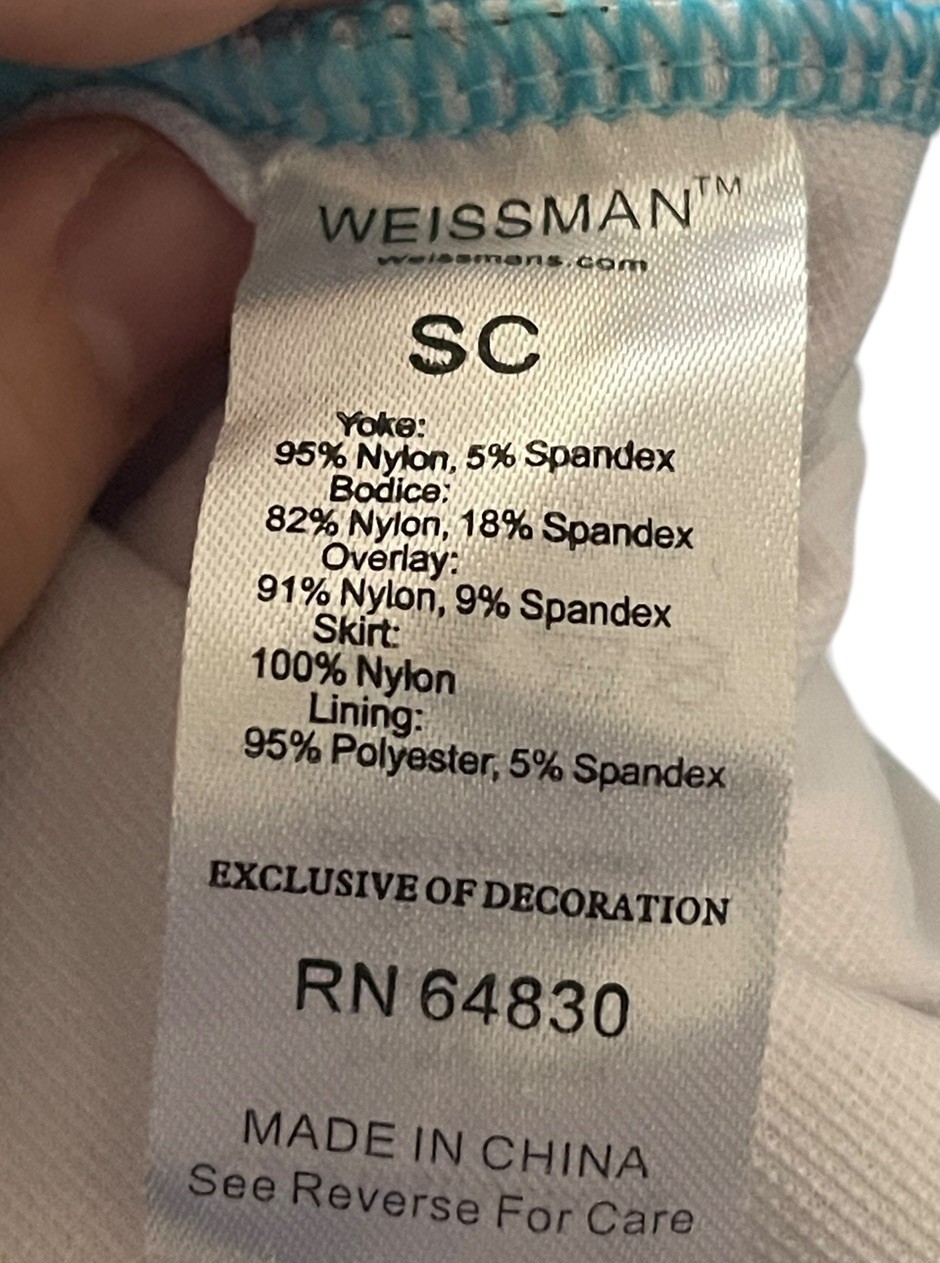 WEISSMAN™
weissmans.com
SC
Yoke:
95% Nylon, 5% Spandex
Bodice:
82% Nylon, 18% Spandex
Overlay:
91% Nylon, 9% Spandex
Skirt:
100% Nylon
Lining:
95% Polyester, 5% Spandex
EXCLUSIVE OF DECORATION
RN 64830
MADE IN CHINA
See Reverse For Care